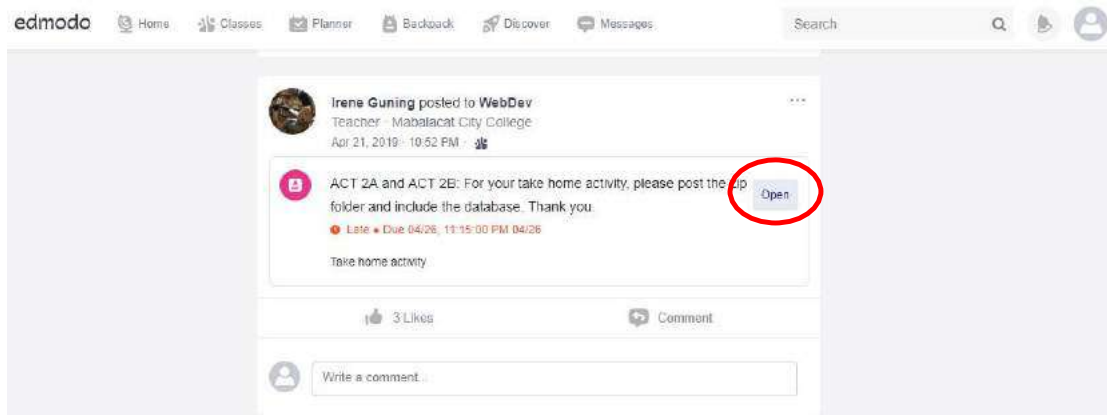 edmodo Home Classes Planner Backpack Discover Messages Search
Irene Guning posted to WebDev
Teacher · Mabalacat City College
Apr 21, 2019 · 10:52 PM ·
ACT 2A and ACT 2B: For your take home activity, please post the zip
folder and include the database. Thank you.
Open
Late • Due 04/26, 11:15:00 PM 04/26
Take home activity
3 Likes Comment
Write a comment...